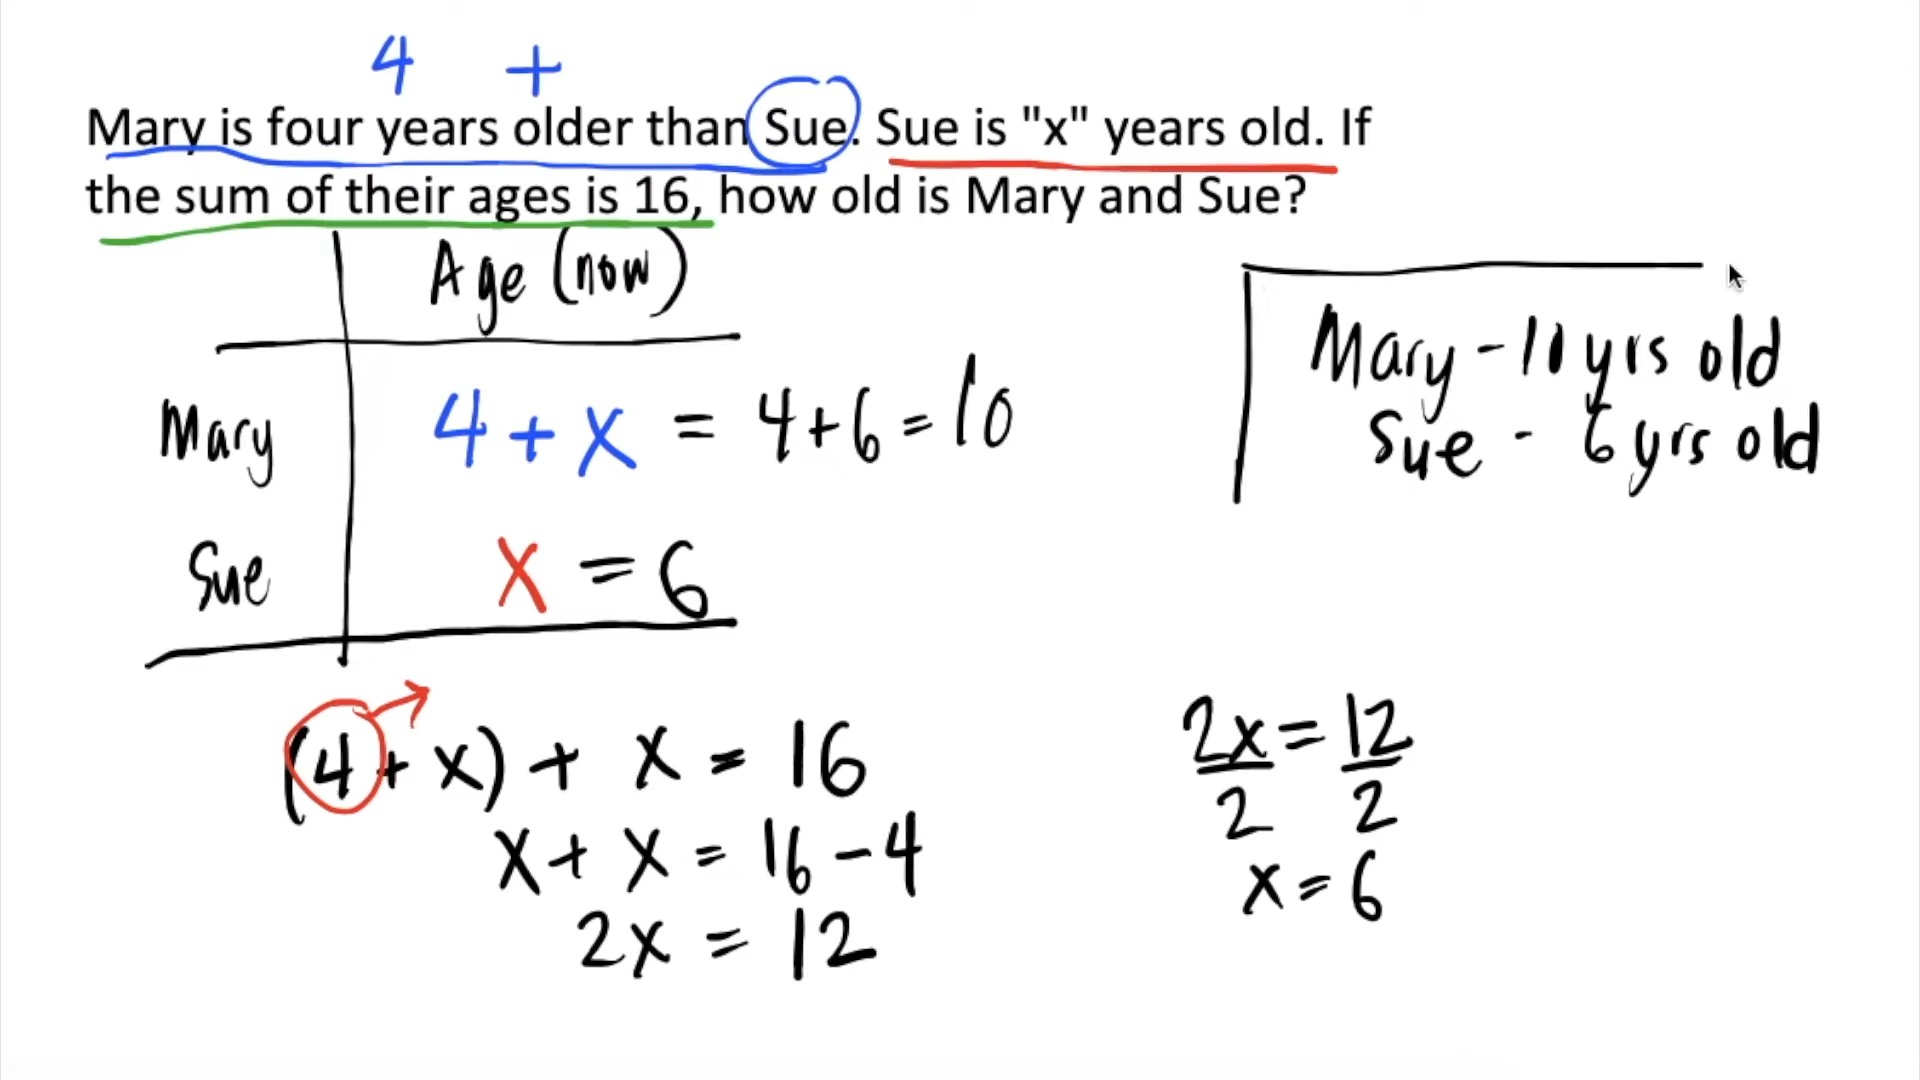 4 +
Mary is four years older than Sue. Sue is "x" years old. If
the sum of their ages is 16, how old is Mary and Sue?
Age (now)
Mary 4 + x = 4+6 = 10
Sue x = 6
Mary - 10 yrs old
Sue - 6 yrs old
(4 + x) + x = 16
x + x = 16 - 4
2x = 12
2x = 12
2 2
x = 6